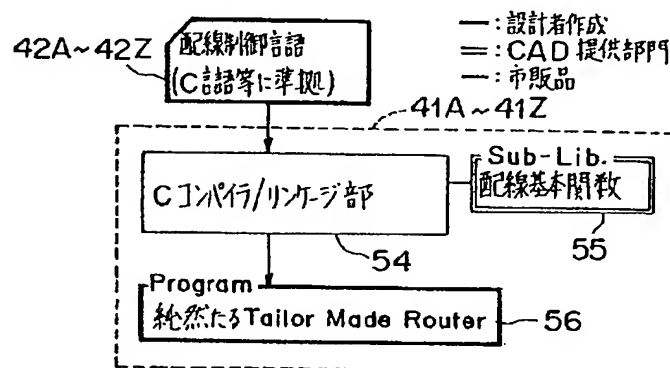 42A~42Z
配線制御言語
(C言語等に準拠)
━:設計者作成
═:CAD提供部門
─:市販品
41A~41Z
Cコンパイラ/リンケージ部
54
Sub-Lib.
配線基本関数
55
Program
純然たるTailor Made Router
56